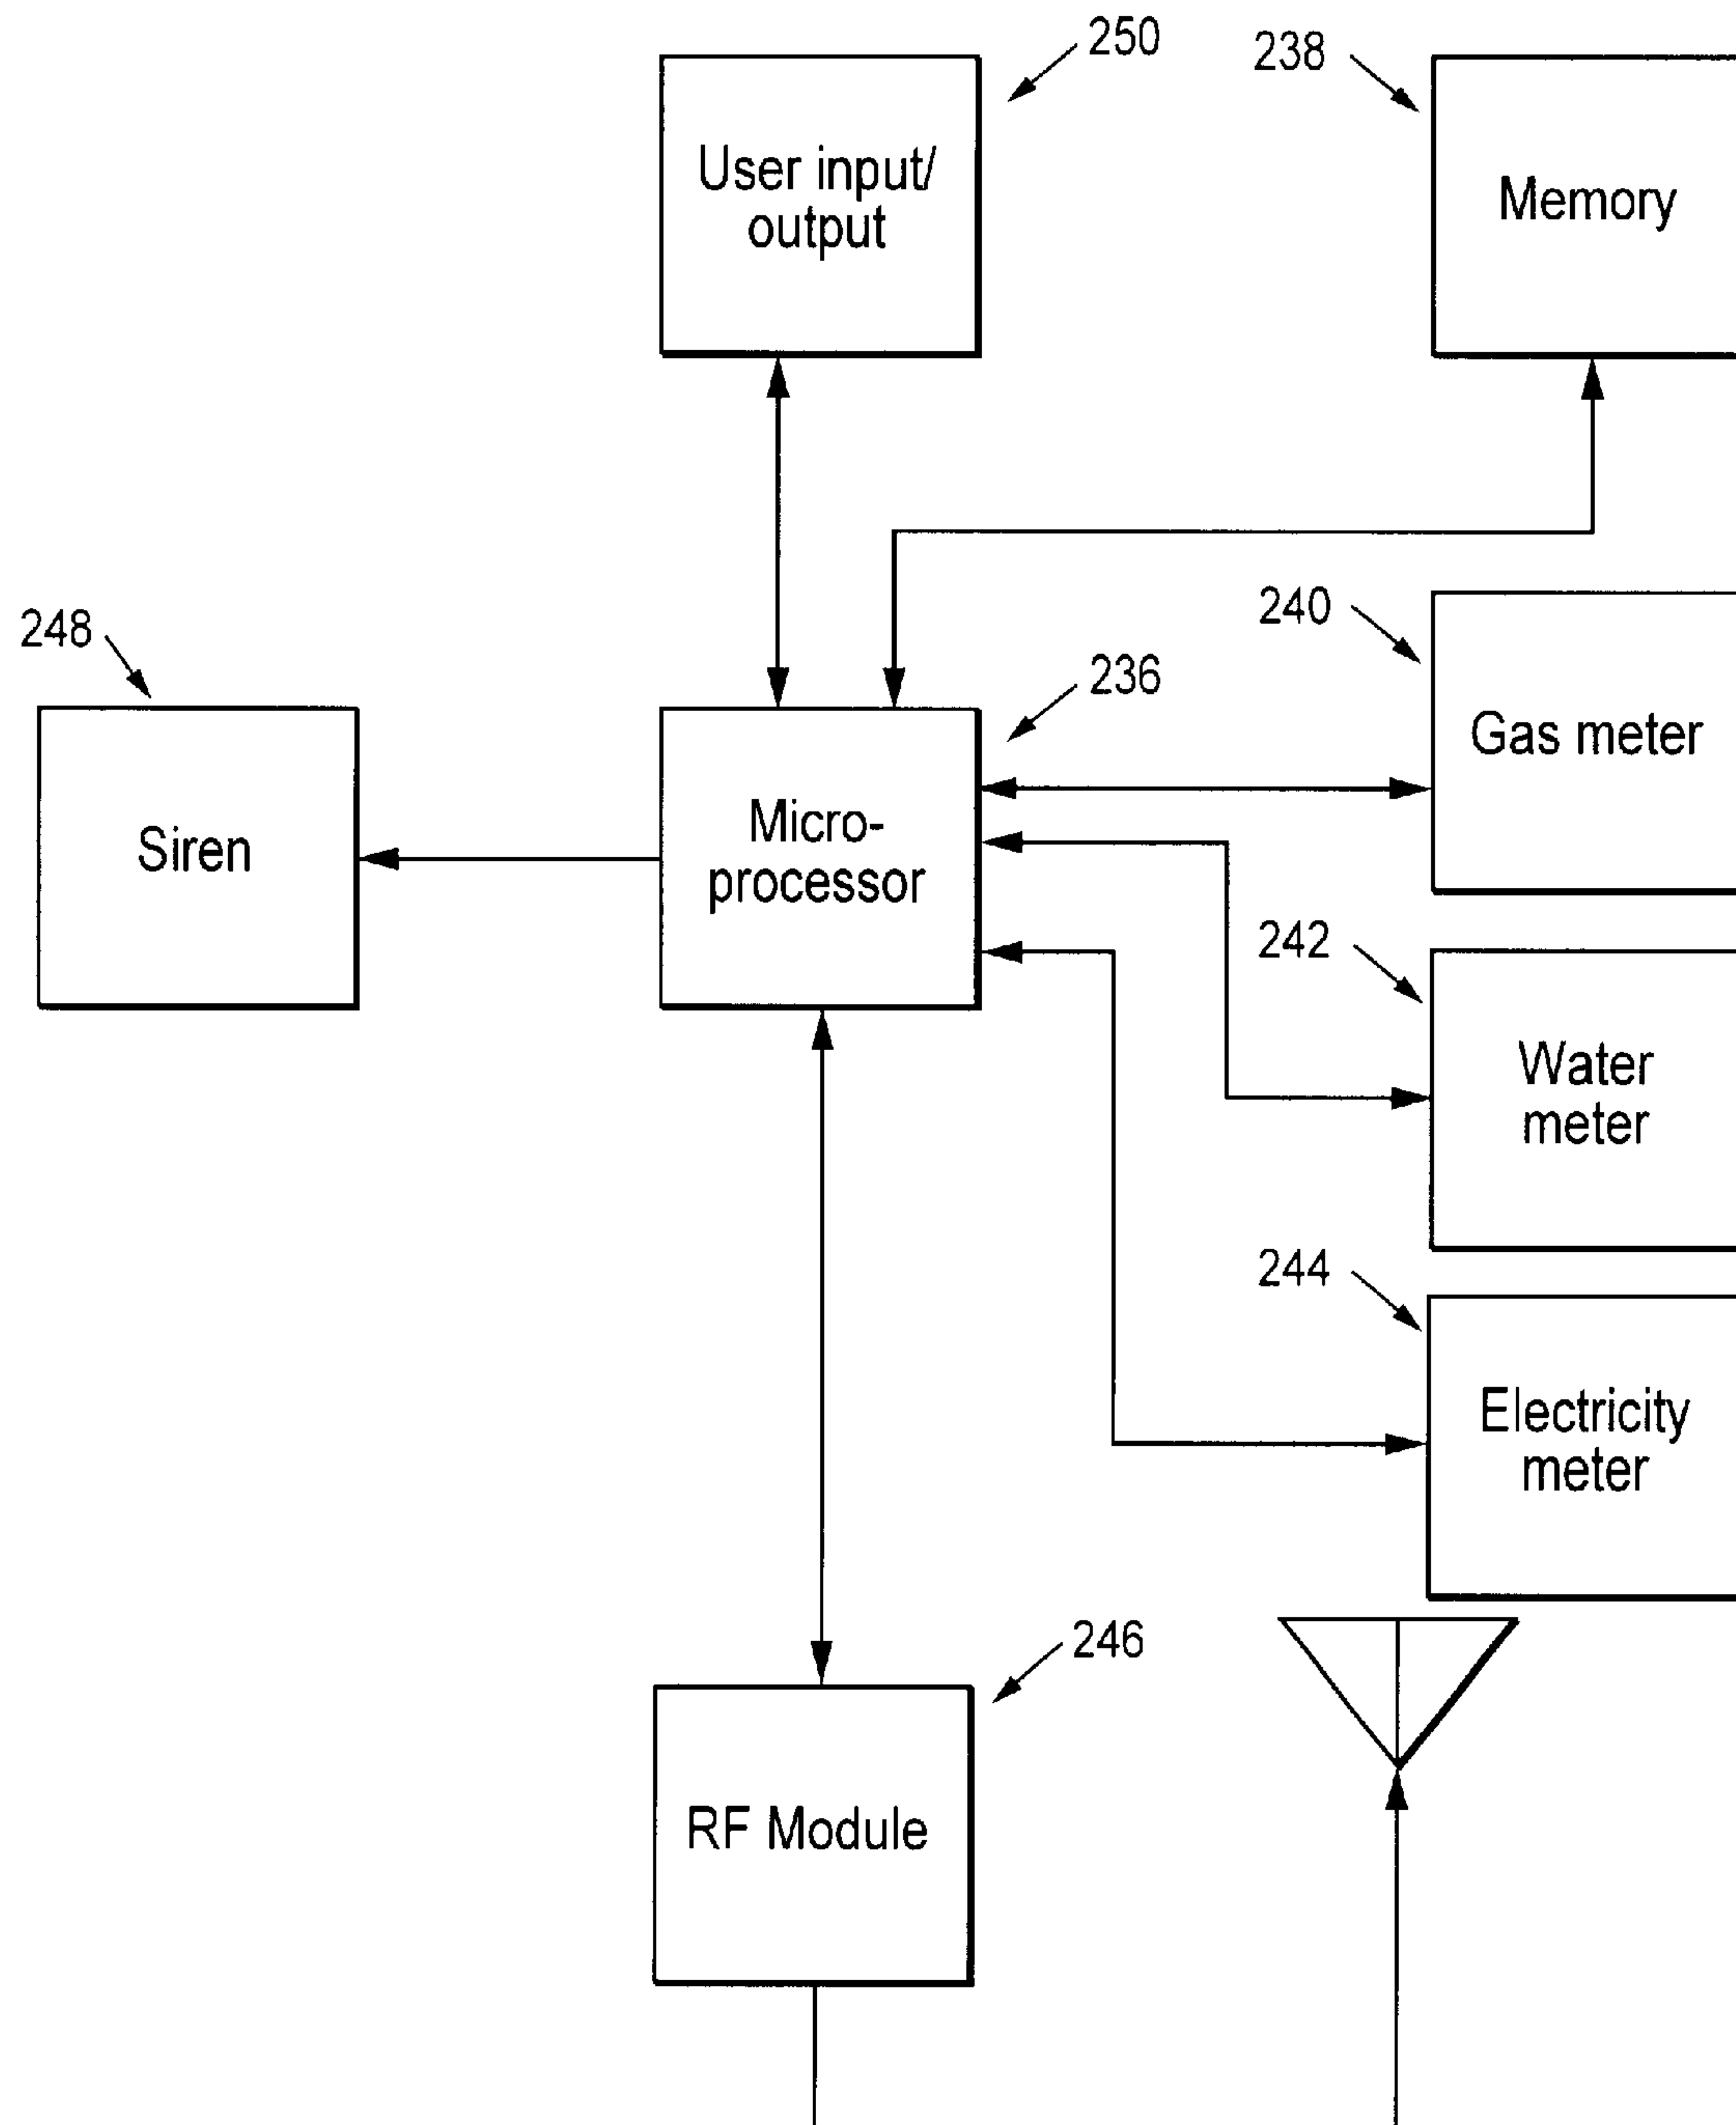 250
238
User input/
output
Memory
248
240
236
Gas meter
Siren
Micro-
processor
242
Water
meter
244
Electricity
meter
246
RF Module